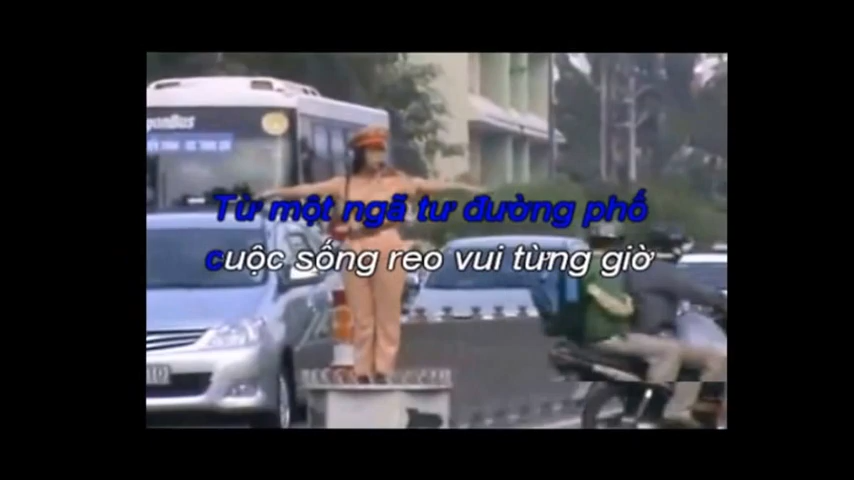 Từ một ngã tư đường phố
cuộc sống reo vui từng giờ